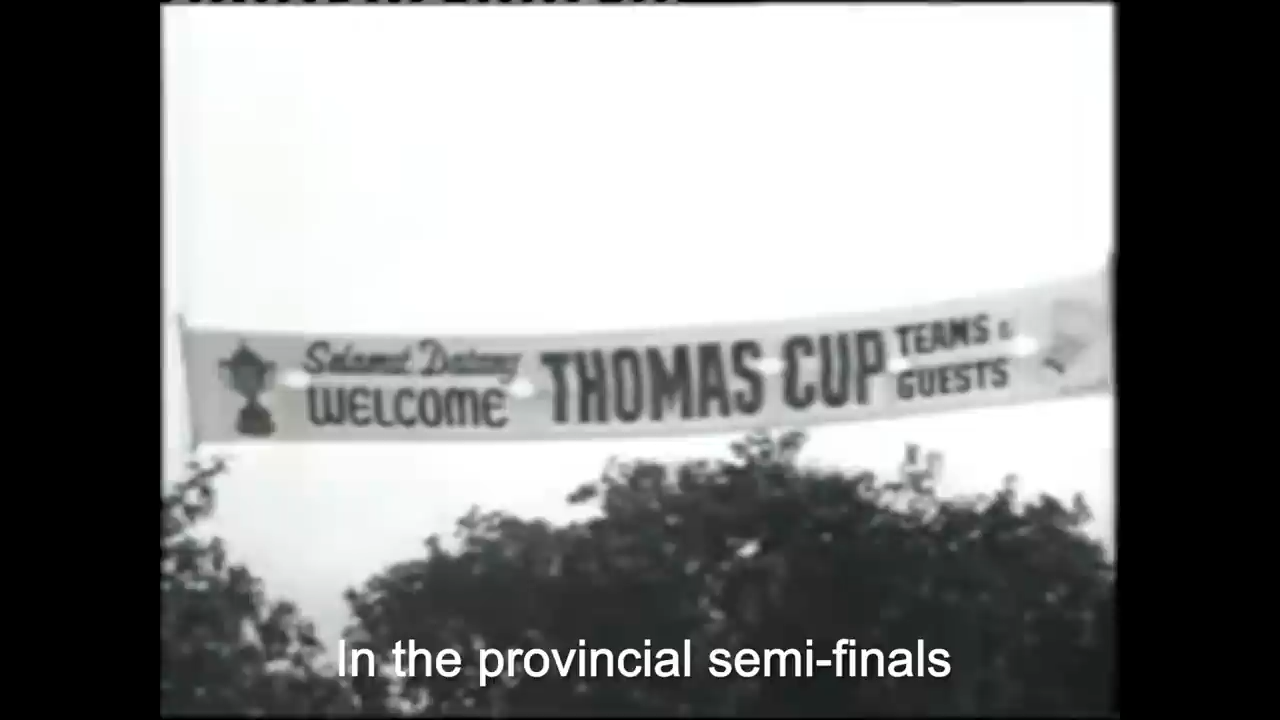 Selamat Datang
WELCOME
THOMAS CUP
TEAMS &
GUESTS
In the provincial semi-finals